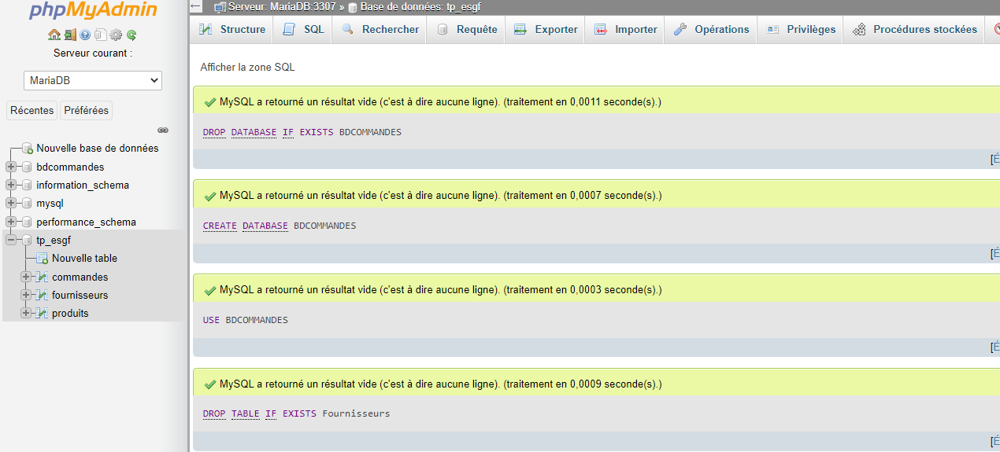 phpMyAdmin
Serveur courant :
MariaDB
Récentes
Préférées
Nouvelle base de données
bdcommandes
information_schema
mysql
performance_schema
tp_esgf
Nouvelle table
commandes
fournisseurs
produits
Serveur: MariaDB:3307 » Base de données: tp_esgf
Structure SQL Rechercher Requête Exporter Importer Opérations Privilèges Procédures stockées
Afficher la zone SQL
MySQL a retourné un résultat vide (c'est à dire aucune ligne). (traitement en 0,0011 seconde(s).)
DROP DATABASE IF EXISTS BDCOMMANDES
[É
MySQL a retourné un résultat vide (c'est à dire aucune ligne). (traitement en 0,0007 seconde(s).)
CREATE DATABASE BDCOMMANDES
[É
MySQL a retourné un résultat vide (c'est à dire aucune ligne). (traitement en 0,0003 seconde(s).)
USE BDCOMMANDES
[É
MySQL a retourné un résultat vide (c'est à dire aucune ligne). (traitement en 0,0009 seconde(s).)
DROP TABLE IF EXISTS Fournisseurs
[É